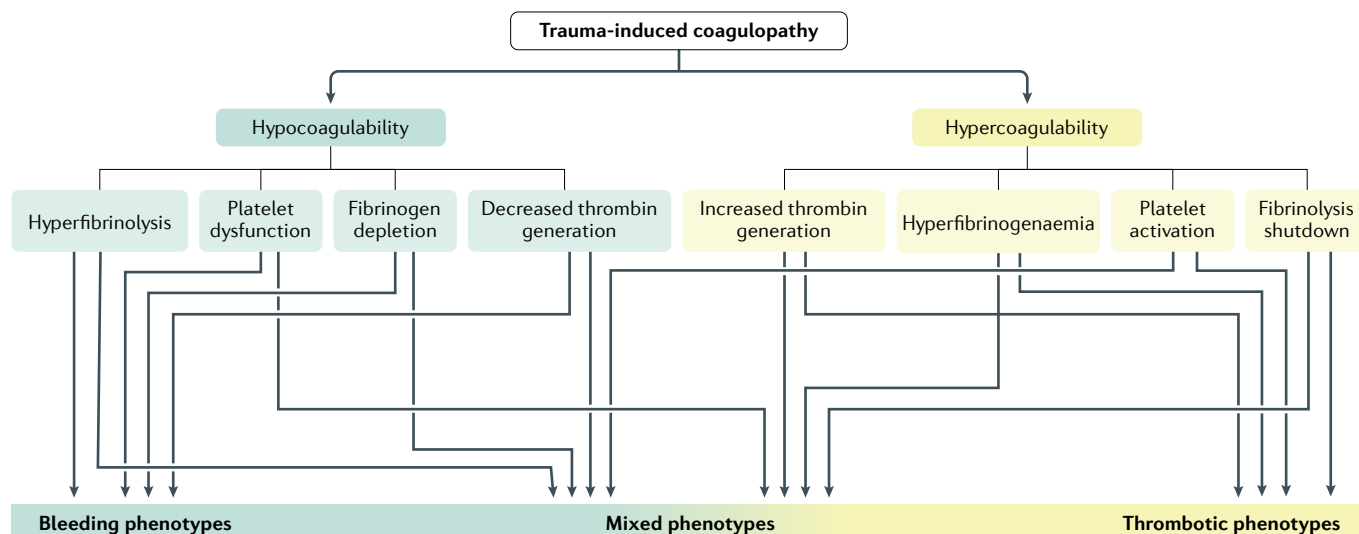 Trauma-induced coagulopathy
Hypocoagulability
Hypercoagulability
Hyperfibrinolysis
Platelet
dysfunction
Fibrinogen
depletion
Decreased thrombin
generation
Increased thrombin
generation
Hyperfibrinogenaemia
Platelet
activation
Fibrinolysis
shutdown
Bleeding phenotypes
Mixed phenotypes
Thrombotic phenotypes